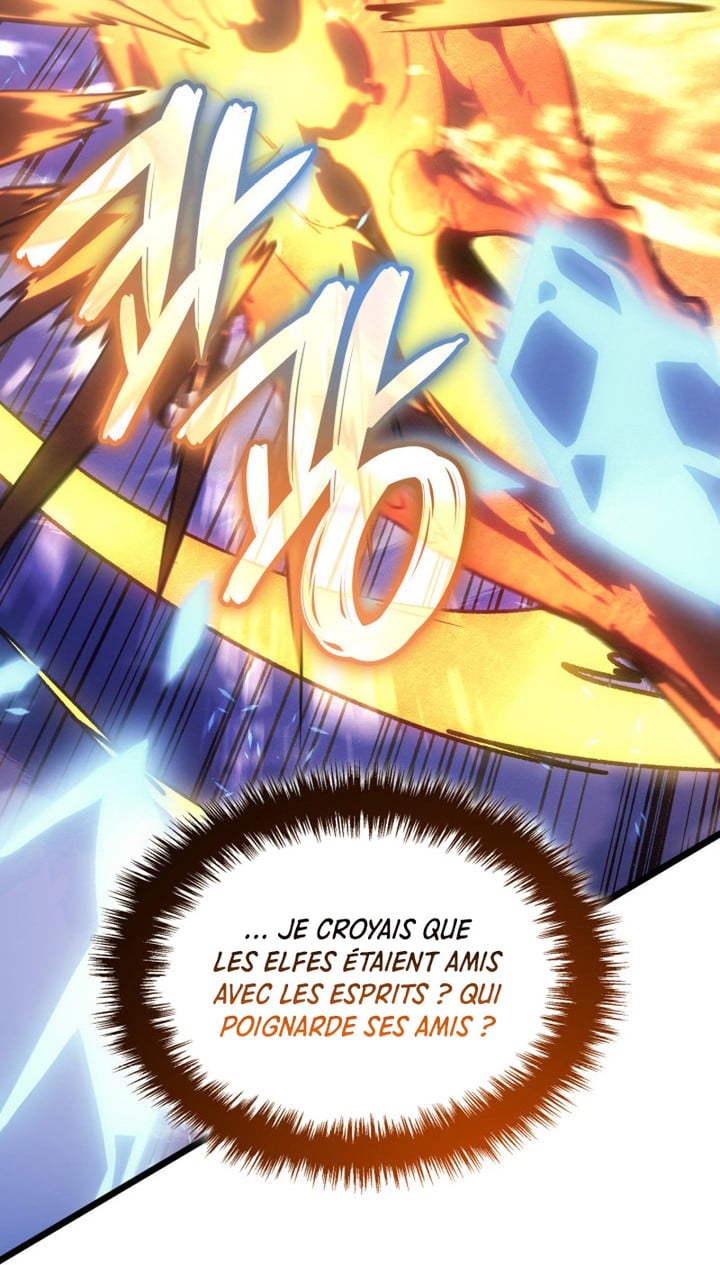 ... JE CROYAIS QUE
LES ELFES ÉTAIENT AMIS
AVEC LES ESPRITS ? QUI
POIGNARDE SES AMIS ?